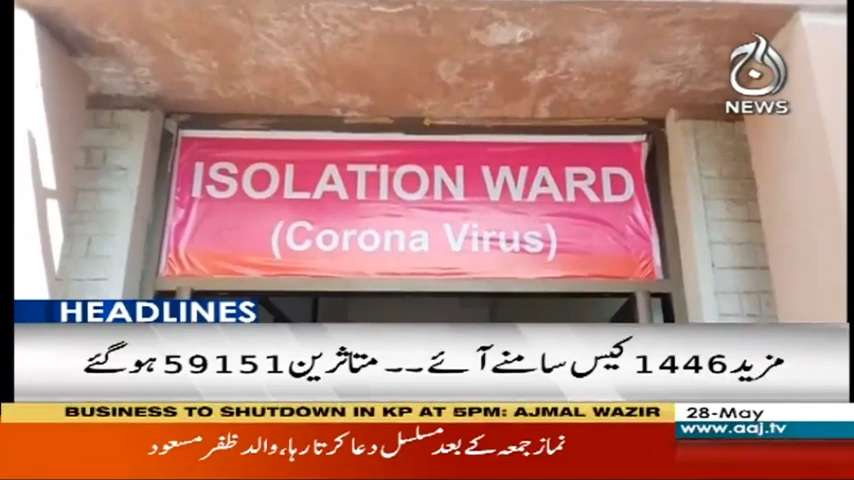 آج
NEWS
ISOLATION WARD
(Corona Virus)
HEADLINES
مزید 1446 کیس سامنے آئے .. متاثرین 59151 ہوگئے
BUSINESS TO SHUTDOWN IN KP AT 5PM: AJMAL WAZIR
28-May
نماز جمعہ کے بعد مسلسل دعا کرتا رہا، والد ظفر مسعود
www.aaj.tv